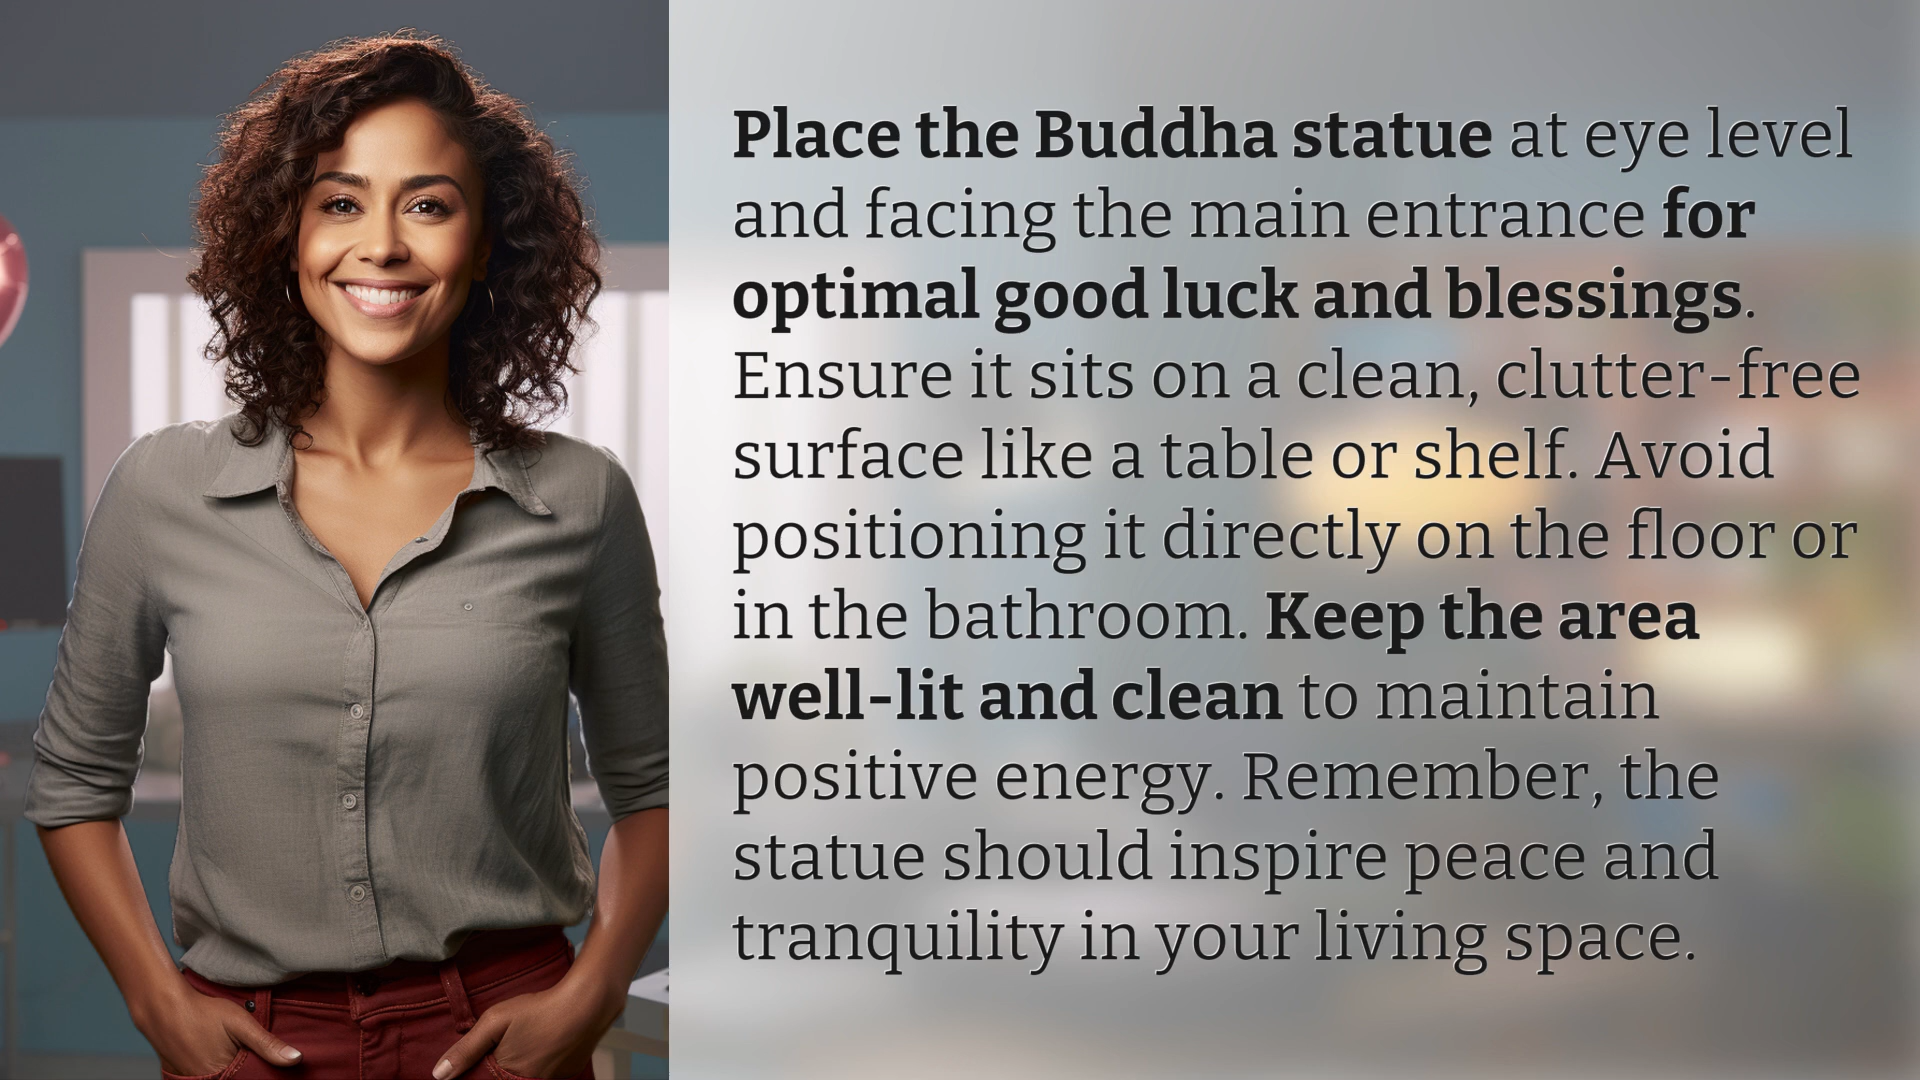 Place the Buddha statue at eye level
and facing the main entrance for
optimal good luck and blessings.
Ensure it sits on a clean, clutter-free
surface like a table or shelf. Avoid
positioning it directly on the floor or
in the bathroom. Keep the area
well-lit and clean to maintain
positive energy. Remember, the
statue should inspire peace and
tranquility in your living space.